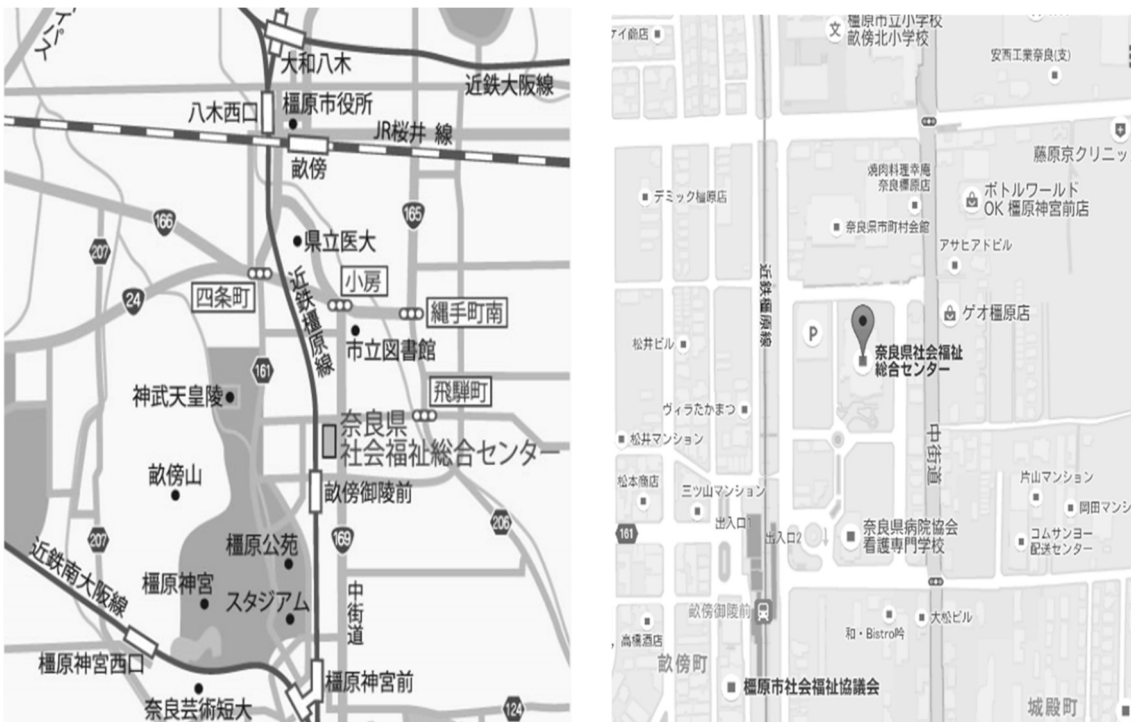 イパス
大和八木
近鉄大阪線
八木西口
橿原市役所
JR桜井 線
畝傍
166
165
207
県立医大
24
四条町
近鉄橿原線
小房
縄手町南
市立図書館
161
神武天皇陵
飛騨町
奈良県
社会福祉総合センター
畝傍山
畝傍御陵前
207
206
169
近鉄南大阪線
橿原公苑
橿原神宮
スタジアム
中街道
橿原神宮西口
橿原神宮前
奈良芸術短大
124
ケイ商店
文
橿原市立小学校
畝傍北小学校
安西工業奈良(支)
藤原京クリニッ
焼肉料理幸庵
奈良橿原店
デミック橿原店
ボトルワールド
OK 橿原神宮前店
奈良県市町村会館
アサヒアドビル
近鉄橿原線
ゲオ橿原店
P
松井ビル
奈良県社会福祉
総合センター
ヴィラたかまつ
松井マンション
中街道
片山マンション
松本商店
三ツ山マンション
岡田マンシ
出入口1
161
出入口2
奈良県病院協会
看護専門学校
コムサンヨー
配送センター
畝傍御陵前
高橋酒店
和・Bistro吟
大松ビル
畝傍町
橿原市社会福祉協議会
城殿町